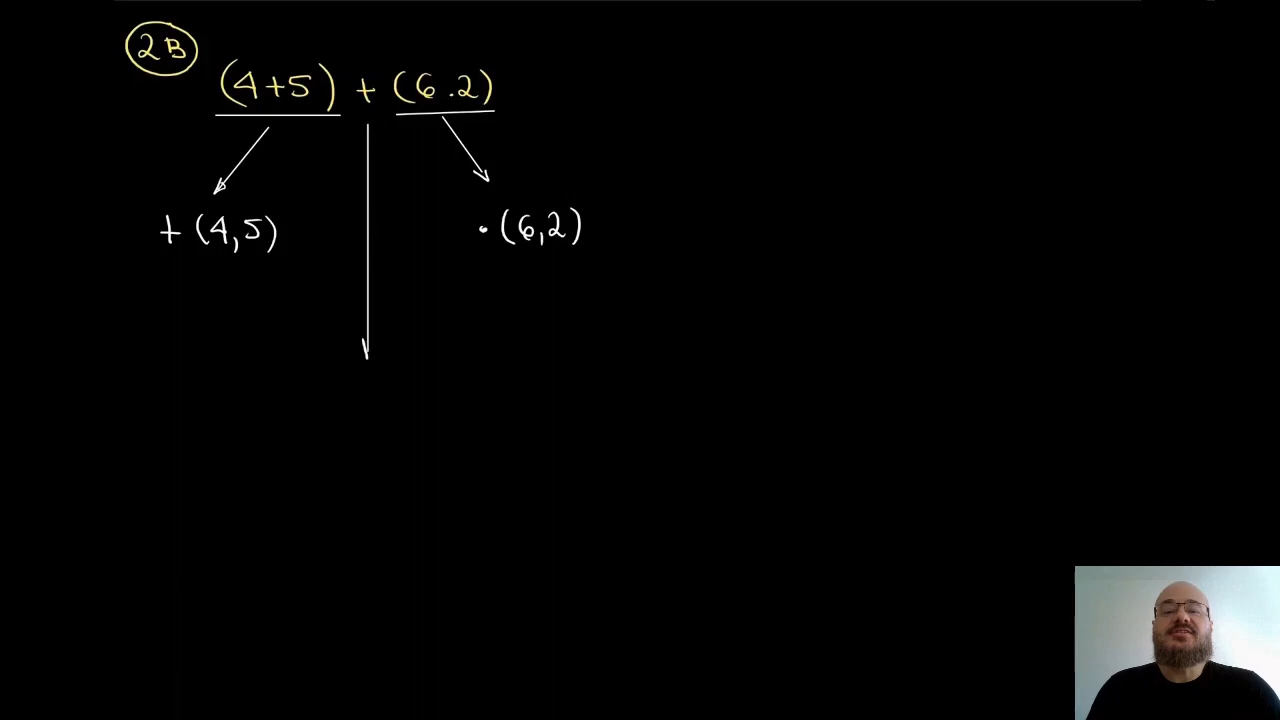 2B
(4+5) + (6.2)
+ (4,5)
. (6,2)